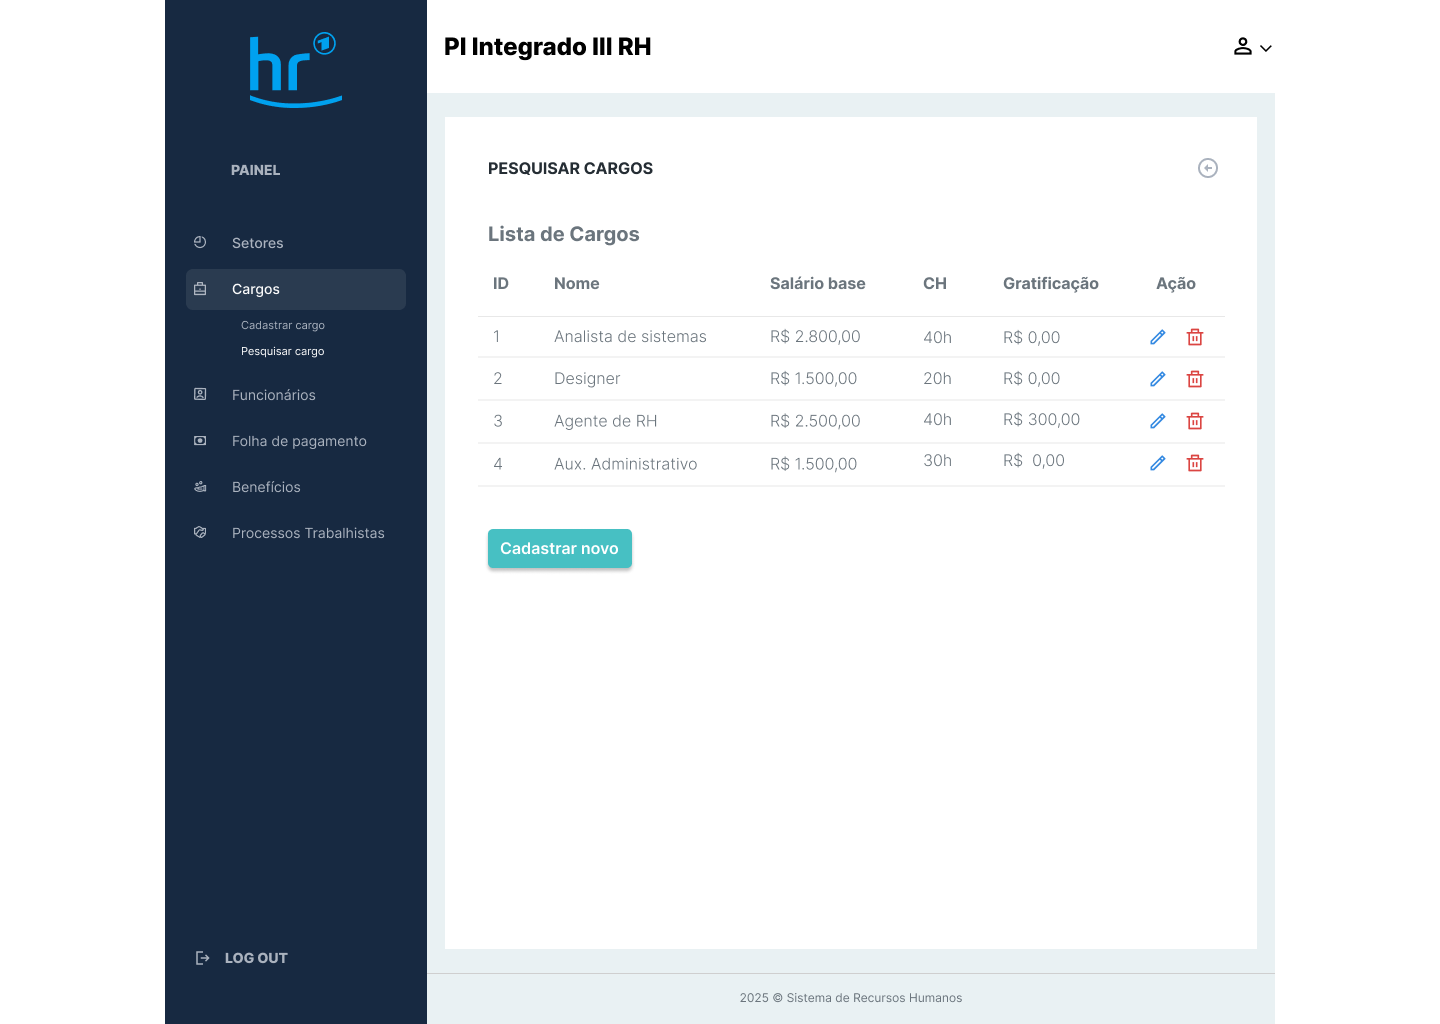 hr
PAINEL
Setores
Cargos
Cadastrar cargo
Pesquisar cargo
Funcionários
Folha de pagamento
Benefícios
Processos Trabalhistas
LOG OUT
PI Integrado III RH
PESQUISAR CARGOS
Lista de Cargos
ID Nome Salário base CH Gratificação Ação
1 Analista de sistemas R$ 2.800,00 40h R$ 0,00
2 Designer R$ 1.500,00 20h R$ 0,00
3 Agente de RH R$ 2.500,00 40h R$ 300,00
4 Aux. Administrativo R$ 1.500,00 30h R$ 0,00
Cadastrar novo
2025 © Sistema de Recursos Humanos